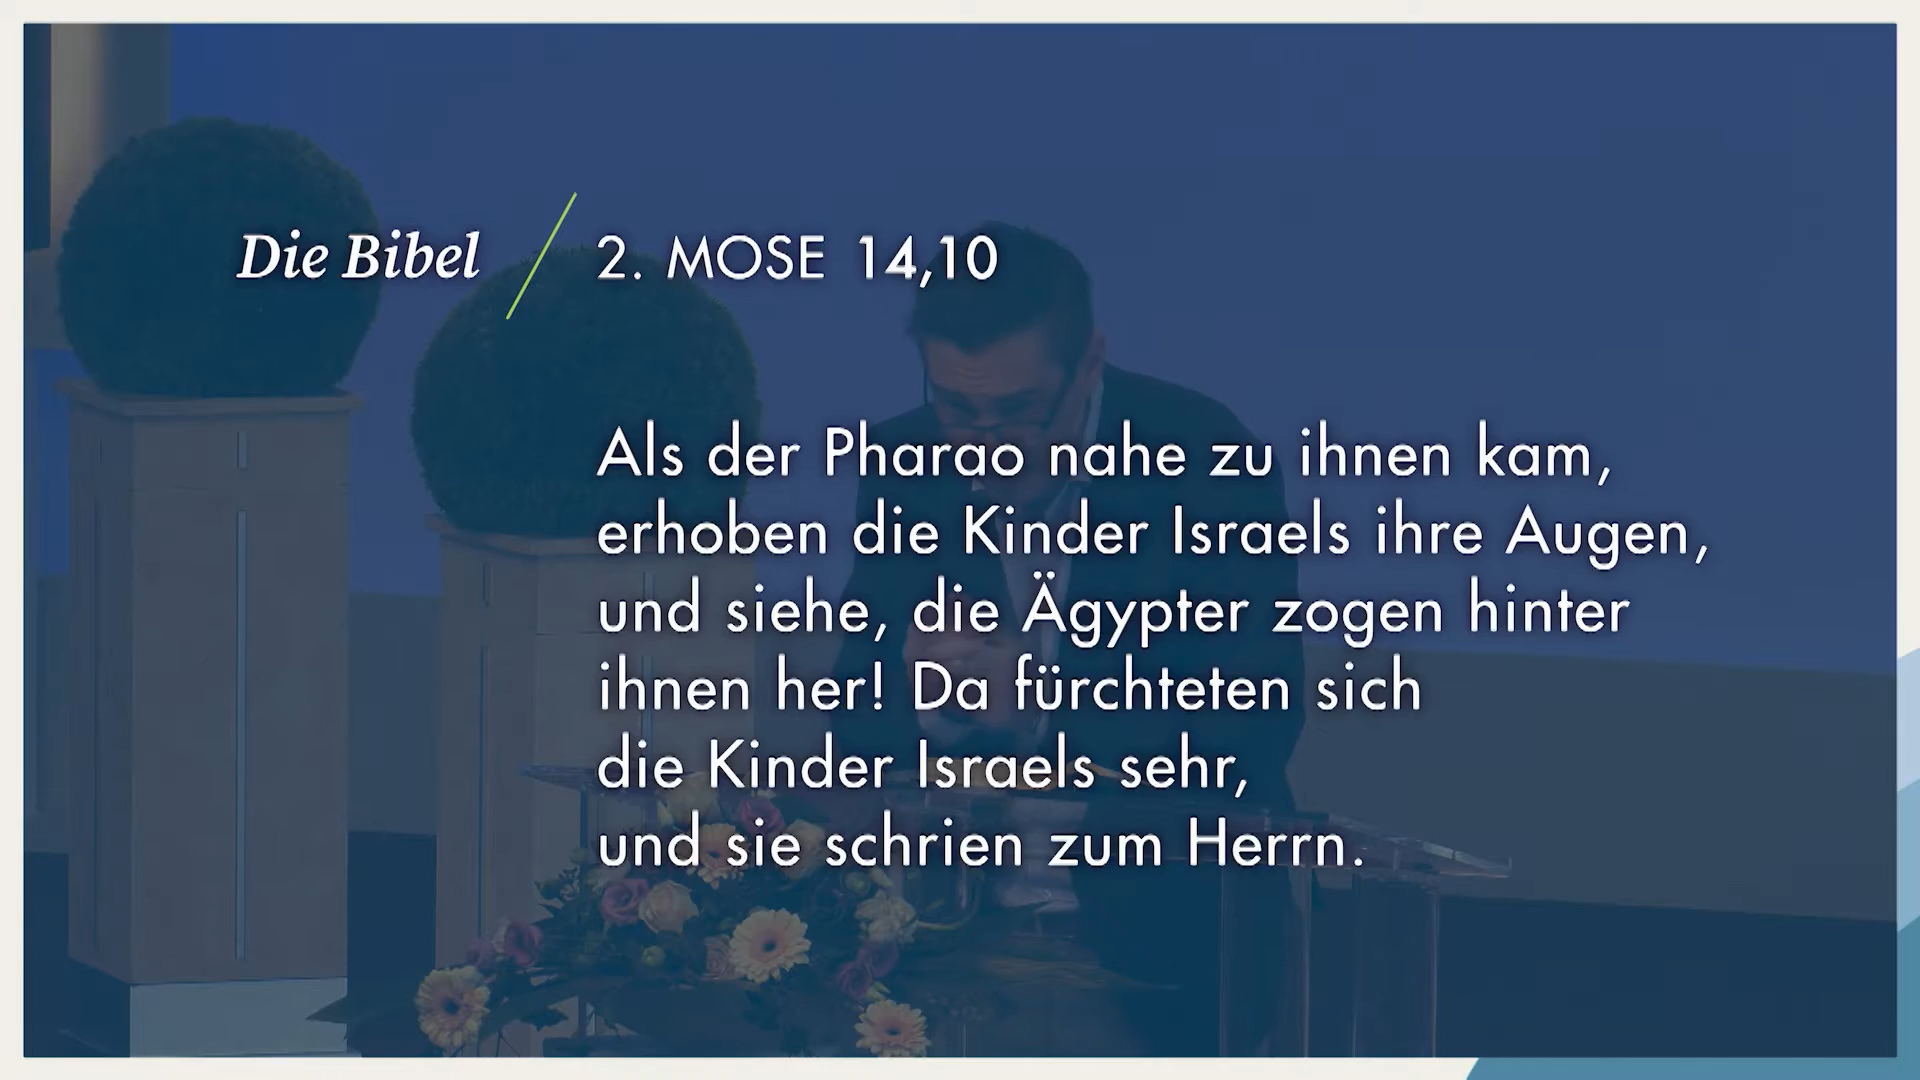 Die Bibel / 2. MOSE 14,10
Als der Pharao nahe zu ihnen kam,
erhoben die Kinder Israels ihre Augen,
und siehe, die Ägypter zogen hinter
ihnen her! Da fürchteten sich
die Kinder Israels sehr,
und sie schrien zum Herrn.